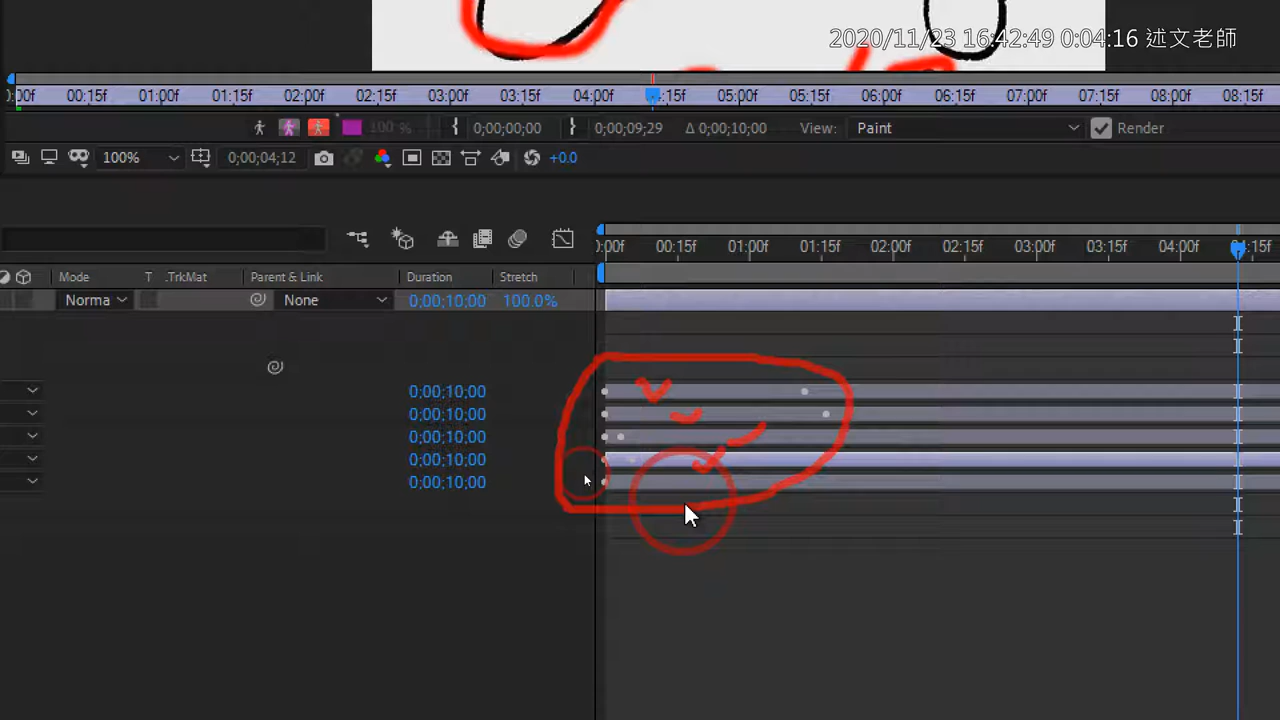 2020/11/23 16:42:49 0:04:16 述文老師
0:00f 00:15f 01:00f 01:15f 02:00f 02:15f 03:00f 03:15f 04:00f :15f 05:00f 05:15f 06:00f 06:15f 07:00f 07:15f 08:00f 08:15f
100 % { 0;00;00;00 } 0;00;09;29 Δ 0;00;10;00 View: Paint Render
100% 0;00;04;12 +0.0
:00f 00:15f 01:00f 01:15f 02:00f 02:15f 03:00f 03:15f 04:00f 04:15f
Mode T .TrkMat Parent & Link Duration Stretch
Norma None 0;00;10;00 100.0%
0;00;10;00
0;00;10;00
0;00;10;00
0;00;10;00
0;00;10;00